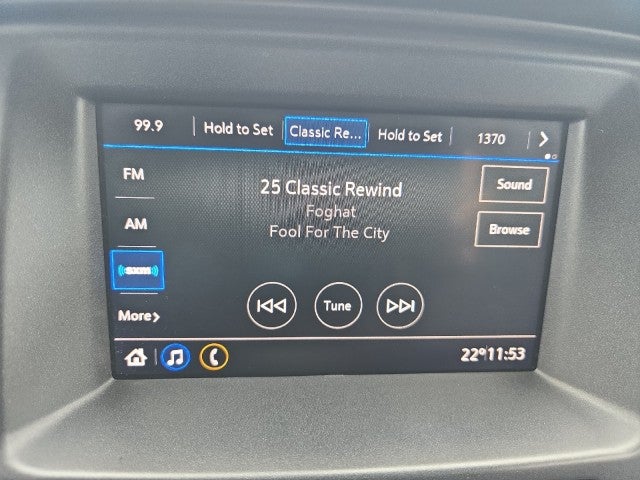 99.9 Hold to Set Classic Re... Hold to Set 1370
FM
25 Classic Rewind
Sound
Foghat
AM
Fool For The City
Browse
((sxm))
Tune
More>
22°11:53